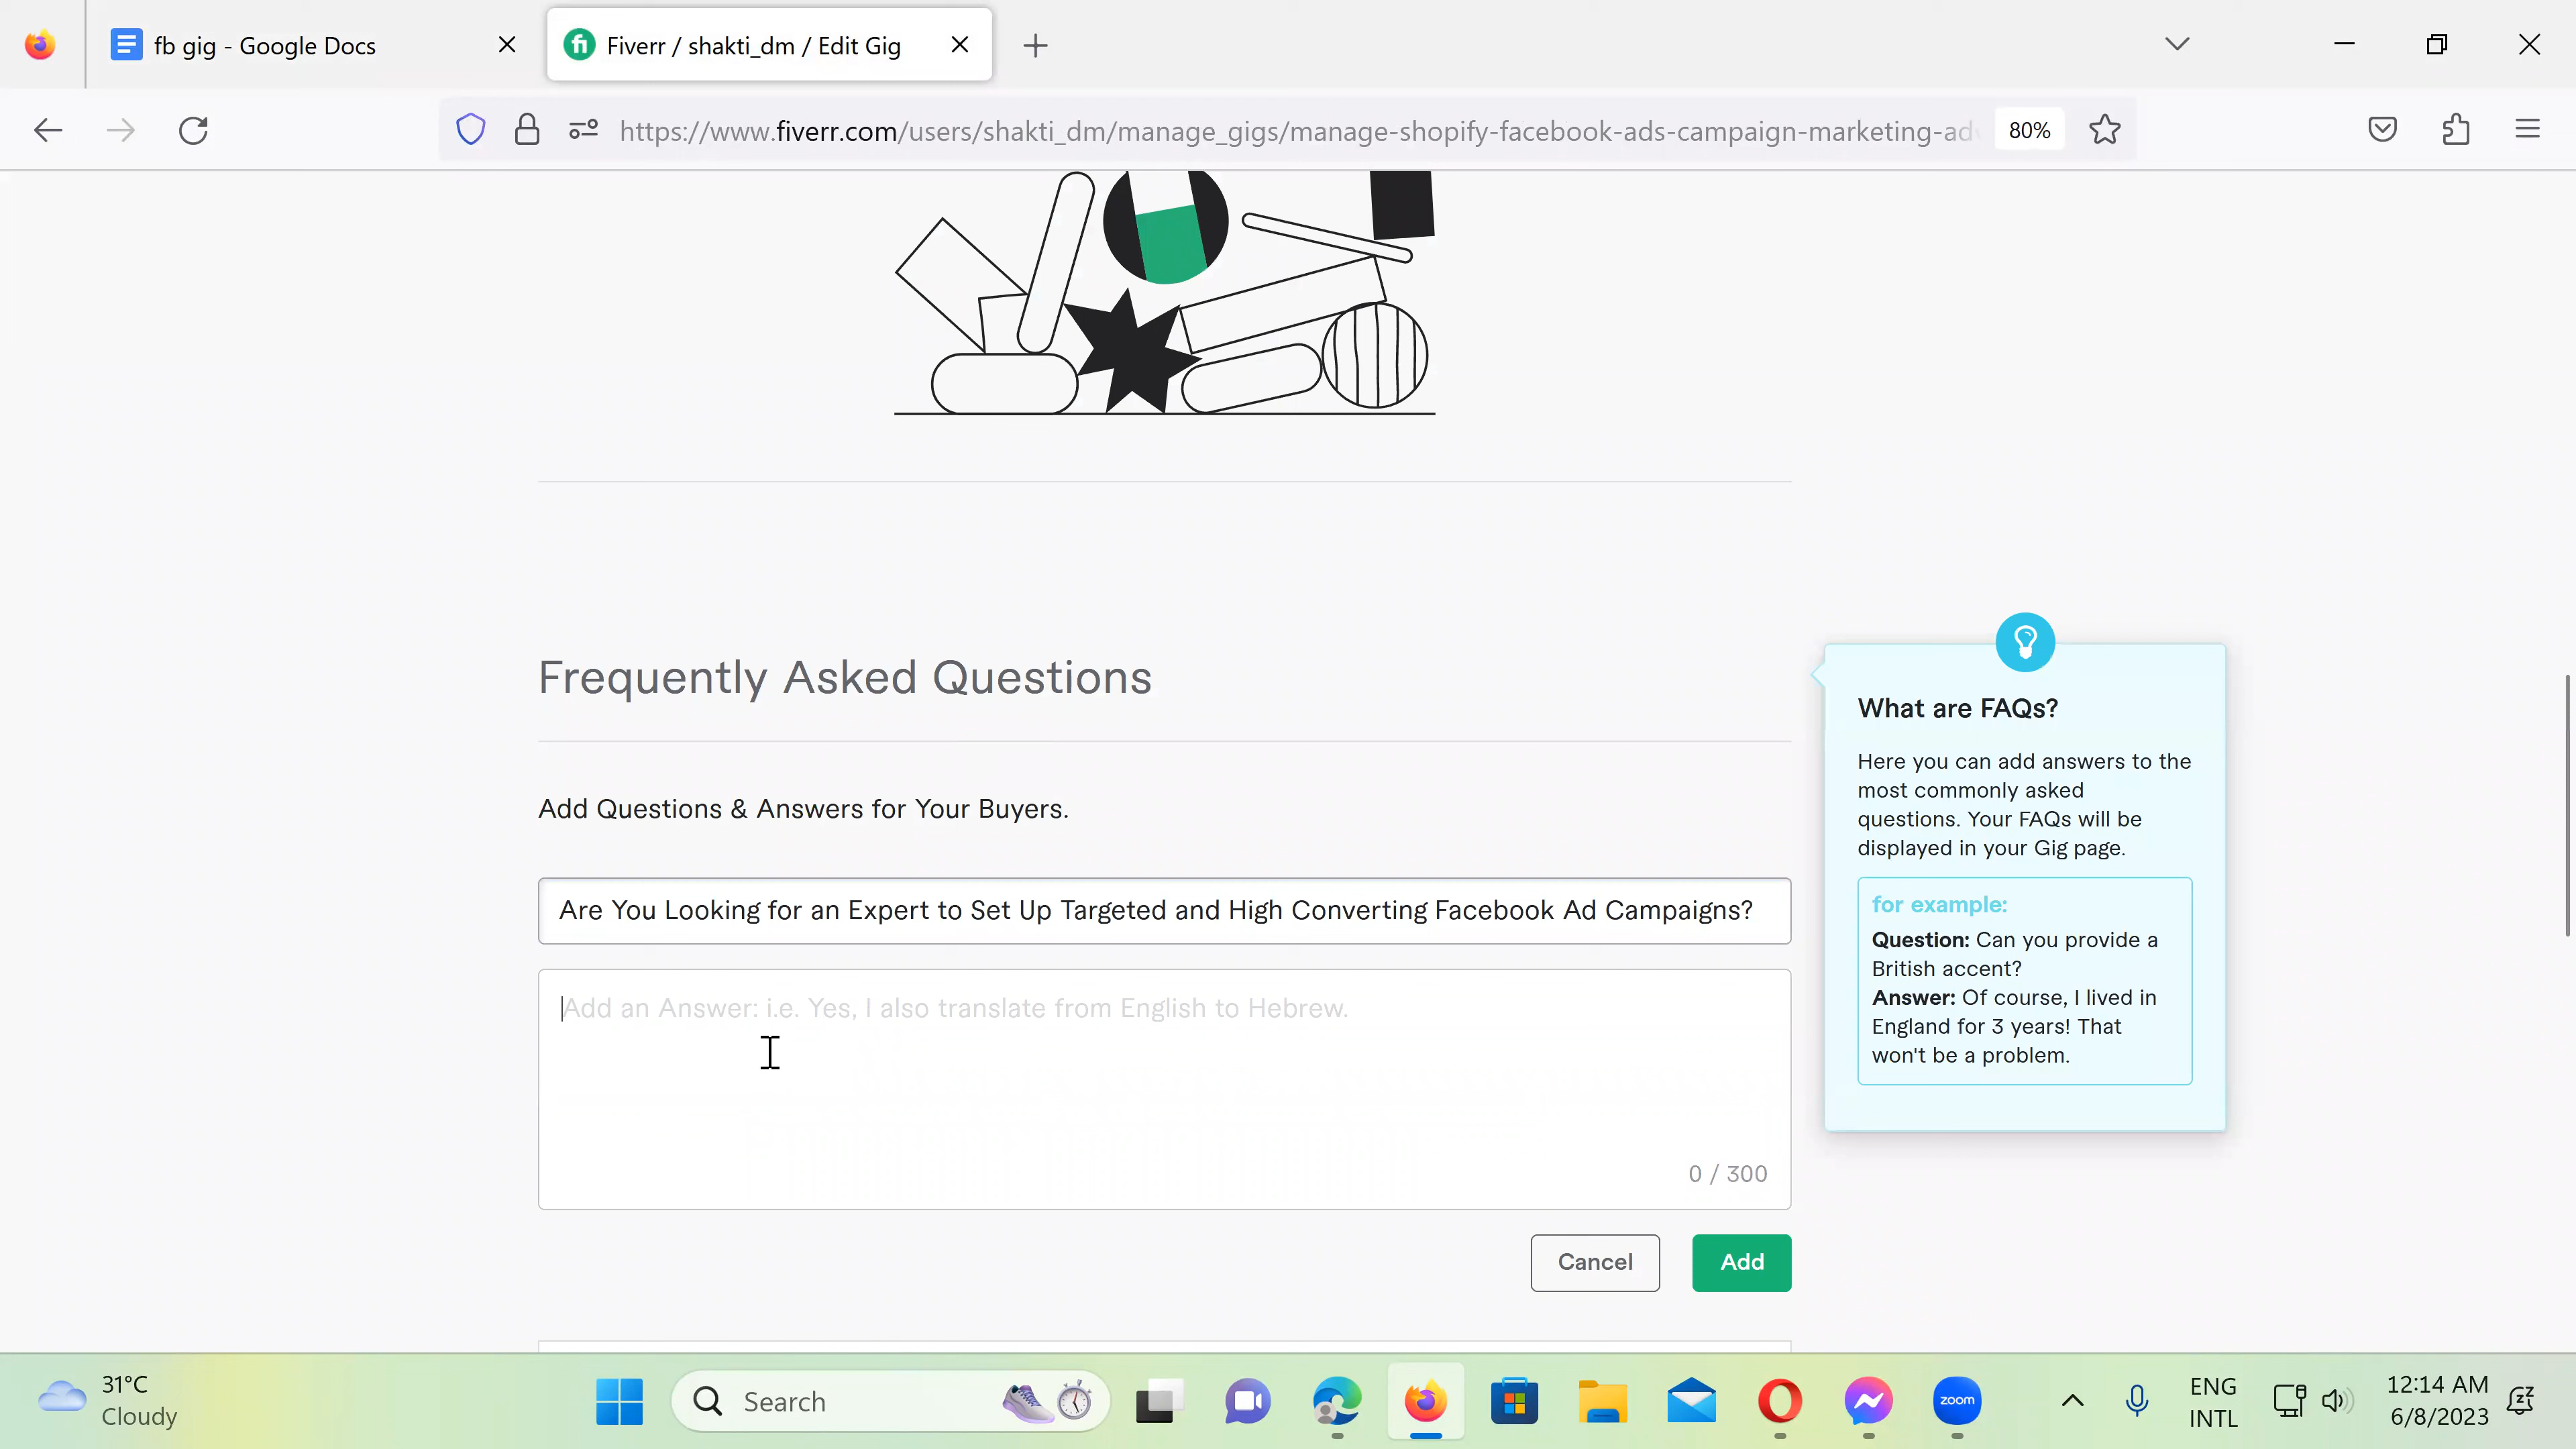 fb gig - Google Docs
Fiverr / shakti_dm / Edit Gig
https://www.fiverr.com/users/shakti_dm/manage_gigs/manage-shopify-facebook-ads-campaign-marketing-adv
80%
Frequently Asked Questions
Add Questions & Answers for Your Buyers.
Are You Looking for an Expert to Set Up Targeted and High Converting Facebook Ad Campaigns?
Add an Answer: i.e. Yes, I also translate from English to Hebrew.
0 / 300
Cancel
Add
What are FAQs?
Here you can add answers to the
most commonly asked
questions. Your FAQs will be
displayed in your Gig page.
for example:
Question: Can you provide a
British accent?
Answer: Of course, I lived in
England for 3 years! That
won't be a problem.
31°C
Cloudy
Search
zoom
ENG
INTL
12:14 AM
6/8/2023